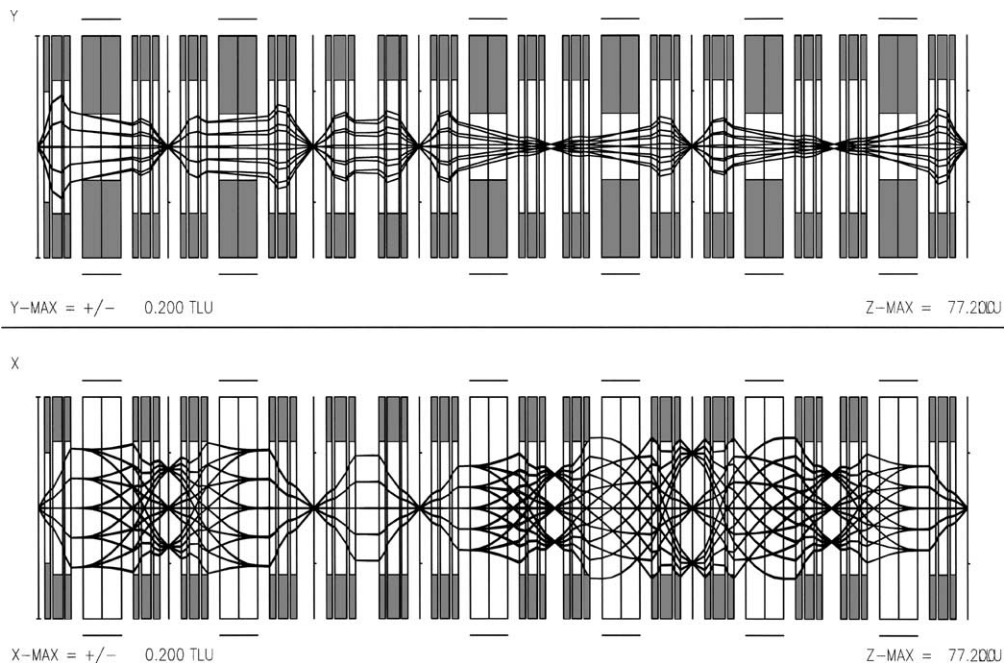 Y
Y-MAX = +/- 0.200 TLU
Z-MAX = 77.200
X
X-MAX = +/- 0.200 TLU
Z-MAX = 77.200